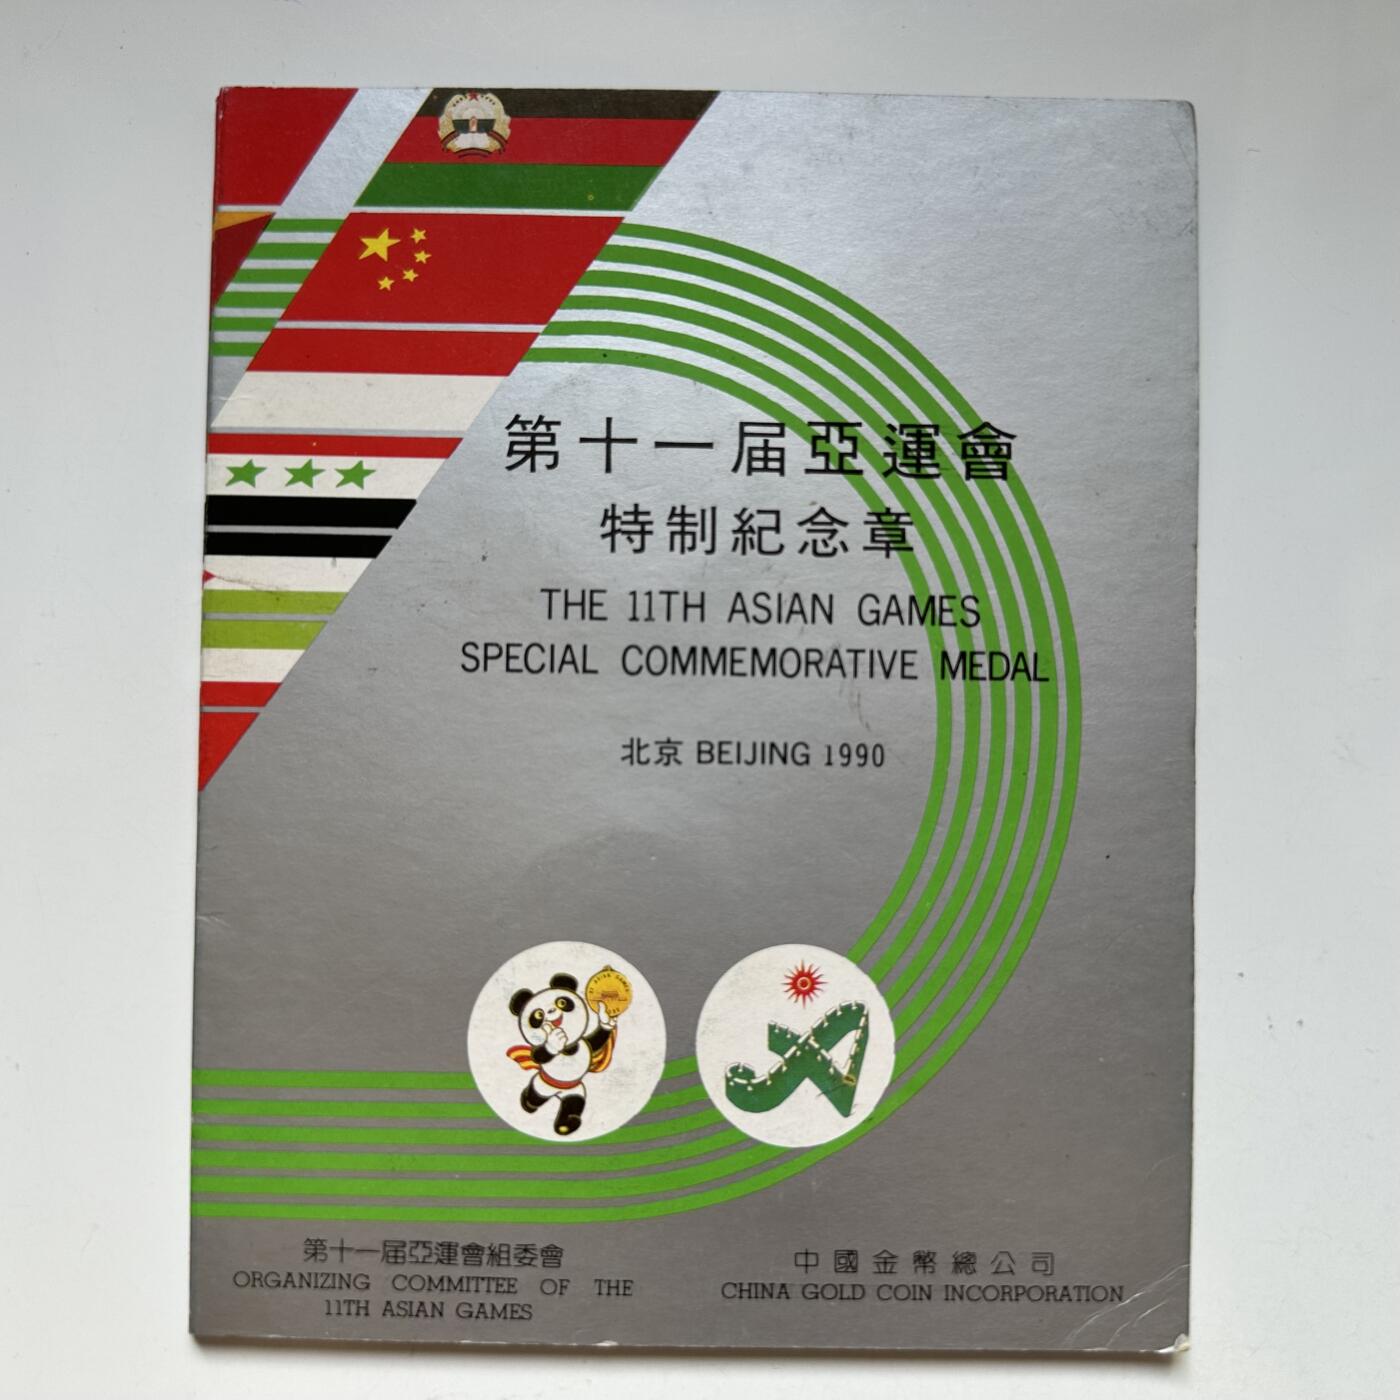 第十一届亞運會
特制紀念章
THE 11TH ASIAN GAMES
SPECIAL COMMEMORATIVE MEDAL
北京 BEIJING 1990
第十一届亞運會組委會
ORGANIZING COMMITTEE OF THE
11TH ASIAN GAMES
中國金幣總公司
CHINA GOLD COIN INCORPORATION